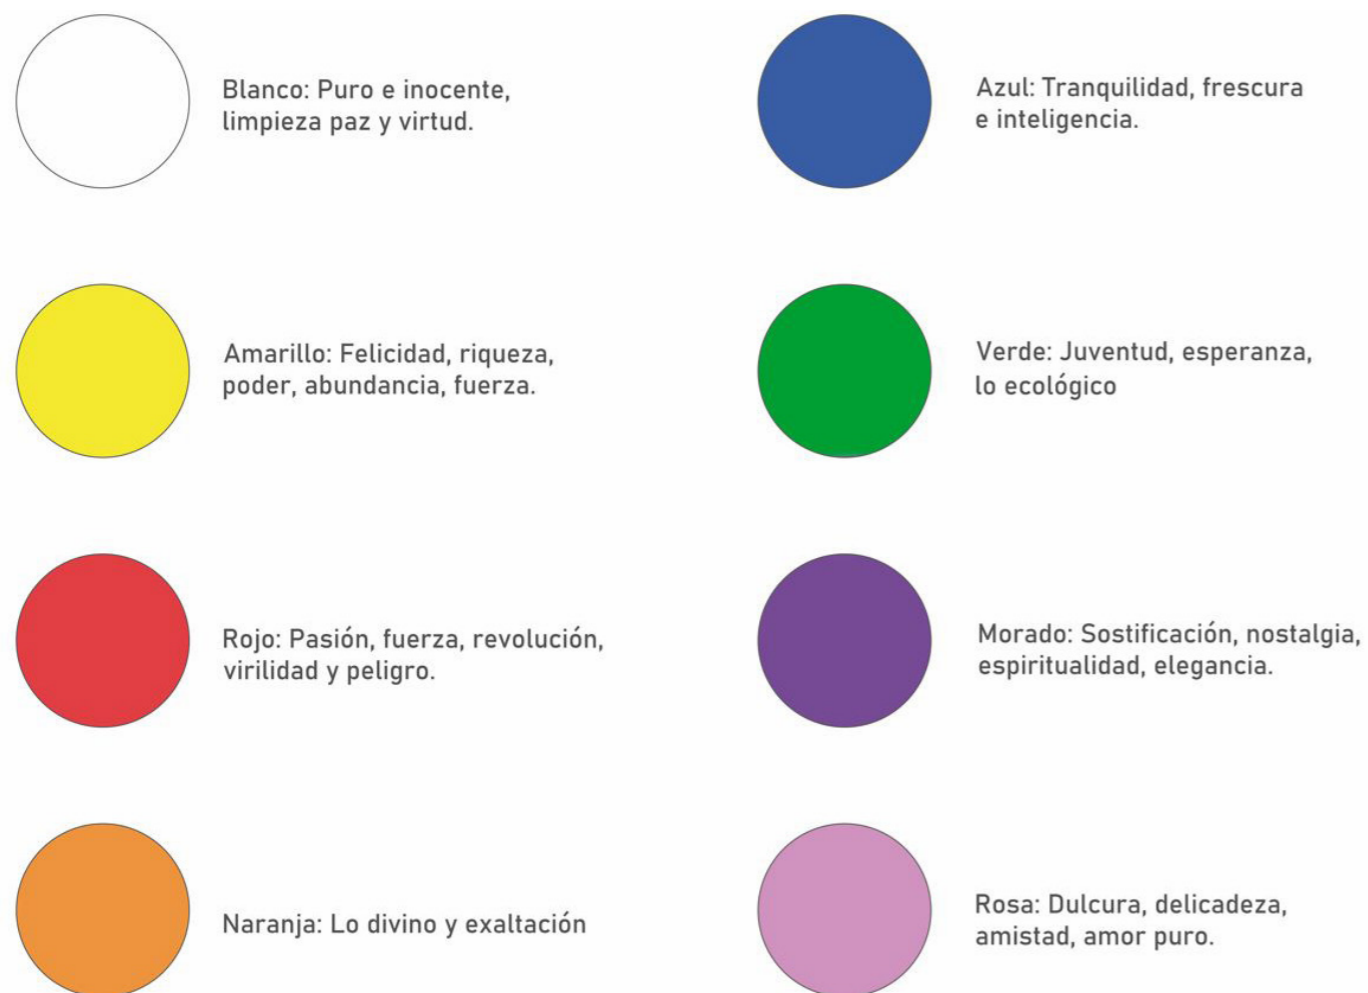 Blanco: Puro e inocente,
limpieza paz y virtud.
Azul: Tranquilidad, frescura
e inteligencia.
Amarillo: Felicidad, riqueza,
poder, abundancia, fuerza.
Verde: Juventud, esperanza,
lo ecológico
Rojo: Pasión, fuerza, revolución,
virilidad y peligro.
Morado: Sostificación, nostalgia,
espiritualidad, elegancia.
Naranja: Lo divino y exaltación
Rosa: Dulcura, delicadeza,
amistad, amor puro.